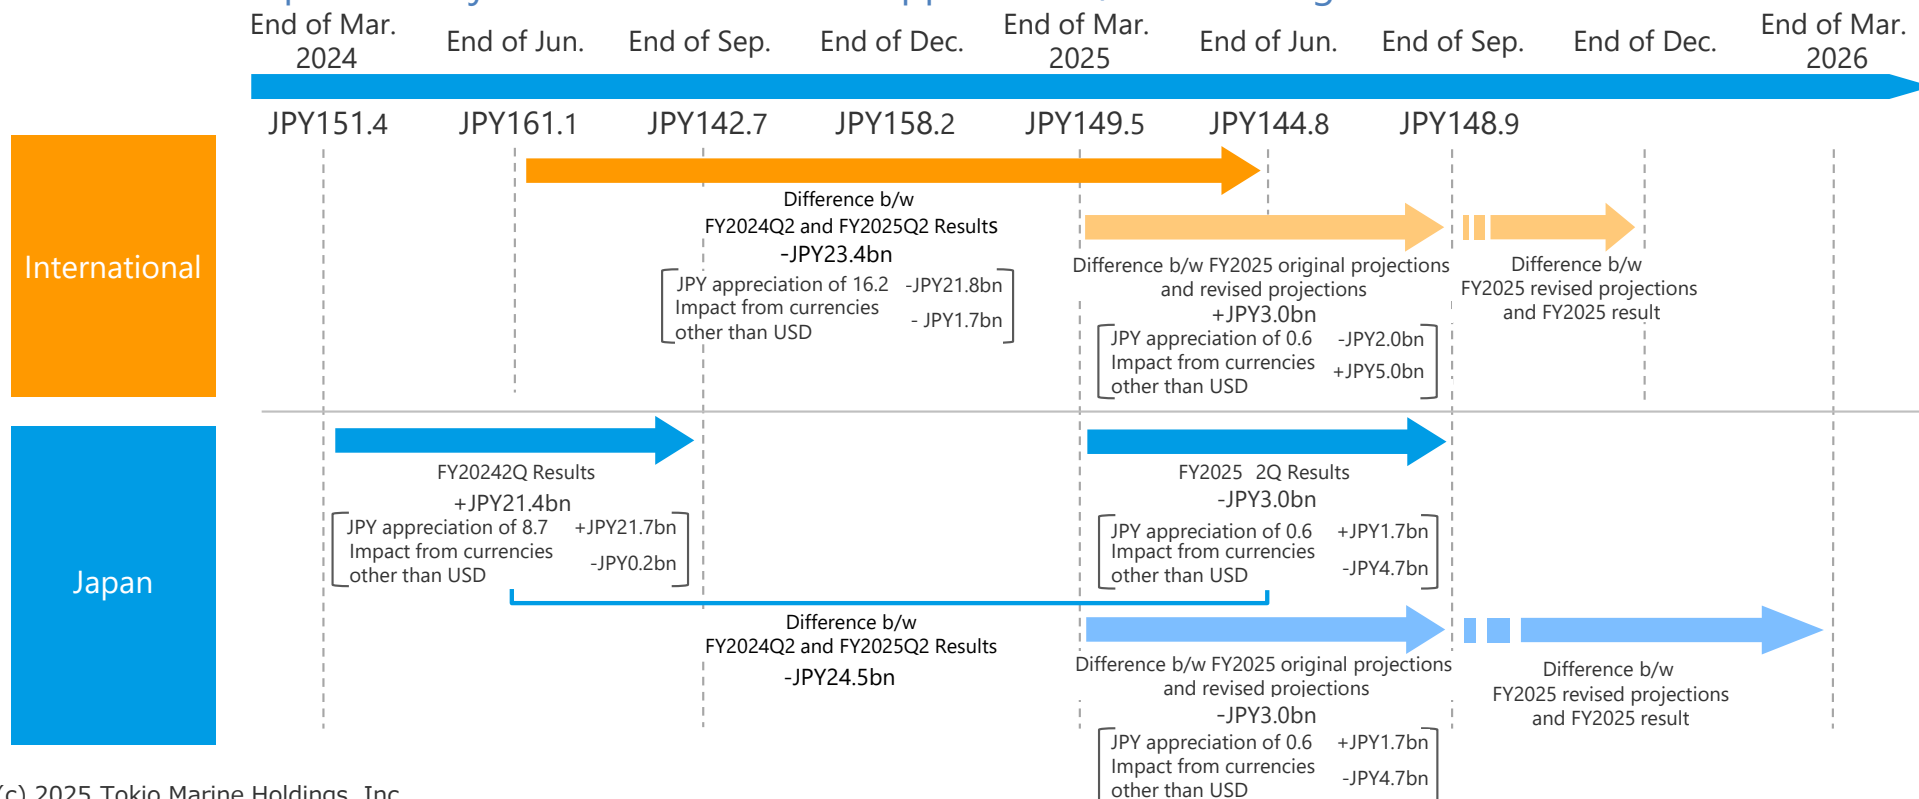 End of Mar. 2024
End of Jun.
End of Sep.
End of Dec.
End of Mar. 2025
End of Jun.
End of Sep.
End of Dec.
End of Mar. 2026
JPY151.4
JPY161.1
JPY142.7
JPY158.2
JPY149.5
JPY144.8
JPY148.9
International
Difference b/w
FY2024Q2 and FY2025Q2 Results
-JPY23.4bn
JPY appreciation of 16.2 -JPY21.8bn
Impact from currencies
other than USD - JPY1.7bn
Difference b/w FY2025 original projections
and revised projections
+JPY3.0bn
JPY appreciation of 0.6 -JPY2.0bn
Impact from currencies
other than USD +JPY5.0bn
Difference b/w
FY2025 revised projections
and FY2025 result
Japan
FY20242Q Results
+JPY21.4bn
JPY appreciation of 8.7 +JPY21.7bn
Impact from currencies
other than USD -JPY0.2bn
FY2025 2Q Results
-JPY3.0bn
JPY appreciation of 0.6 +JPY1.7bn
Impact from currencies
other than USD -JPY4.7bn
Difference b/w
FY2024Q2 and FY2025Q2 Results
-JPY24.5bn
Difference b/w FY2025 original projections
and revised projections
-JPY3.0bn
JPY appreciation of 0.6 +JPY1.7bn
Impact from currencies
other than USD -JPY4.7bn
Difference b/w
FY2025 revised projections
and FY2025 result
(c) 2025 Tokio Marine Holdings, Inc.